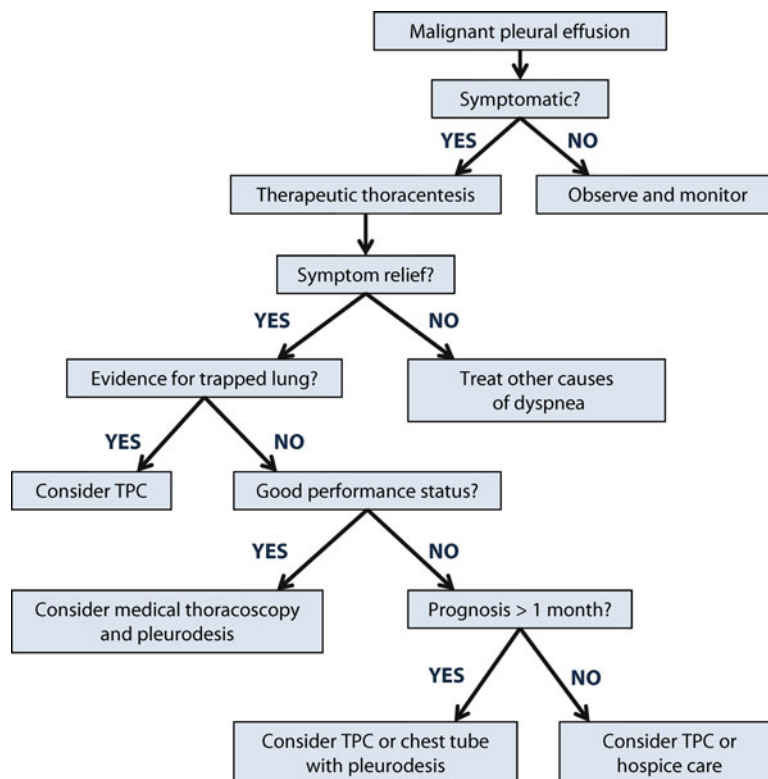 Malignant pleural effusion
Symptomatic?
YES
NO
Therapeutic thoracentesis
Observe and monitor
Symptom relief?
YES
NO
Evidence for trapped lung?
Treat other causes
of dyspnea
YES
NO
Consider TPC
Good performance status?
YES
NO
Consider medical thoracoscopy
and pleurodesis
Prognosis > 1 month?
YES
NO
Consider TPC or chest tube
with pleurodesis
Consider TPC or
hospice care